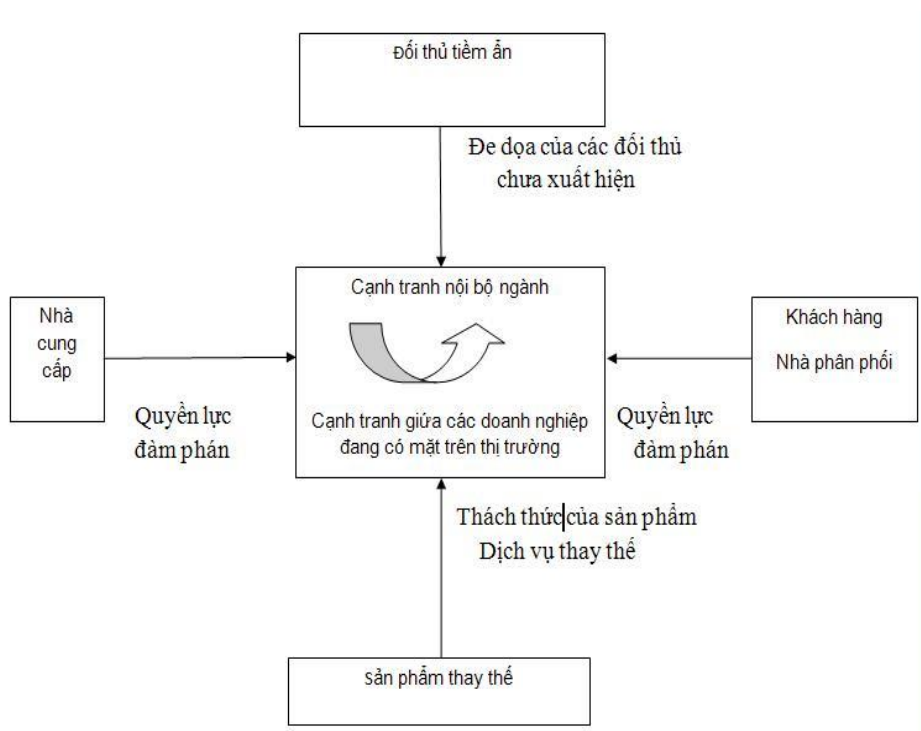 Đối thủ tiềm ẩn
Đe dọa của các đối thủ
chưa xuất hiện
Cạnh tranh nội bộ ngành
Nhà
cung
cấp
Khách hàng
Nhà phân phối
Quyền lực
đàm phán
Cạnh tranh giứa các doanh nghiệp
đang có mặt trên thị trường
Quyền lực
đàm phán
Thách thức của sản phẩm
Dịch vụ thay thế
Sản phẩm thay thế